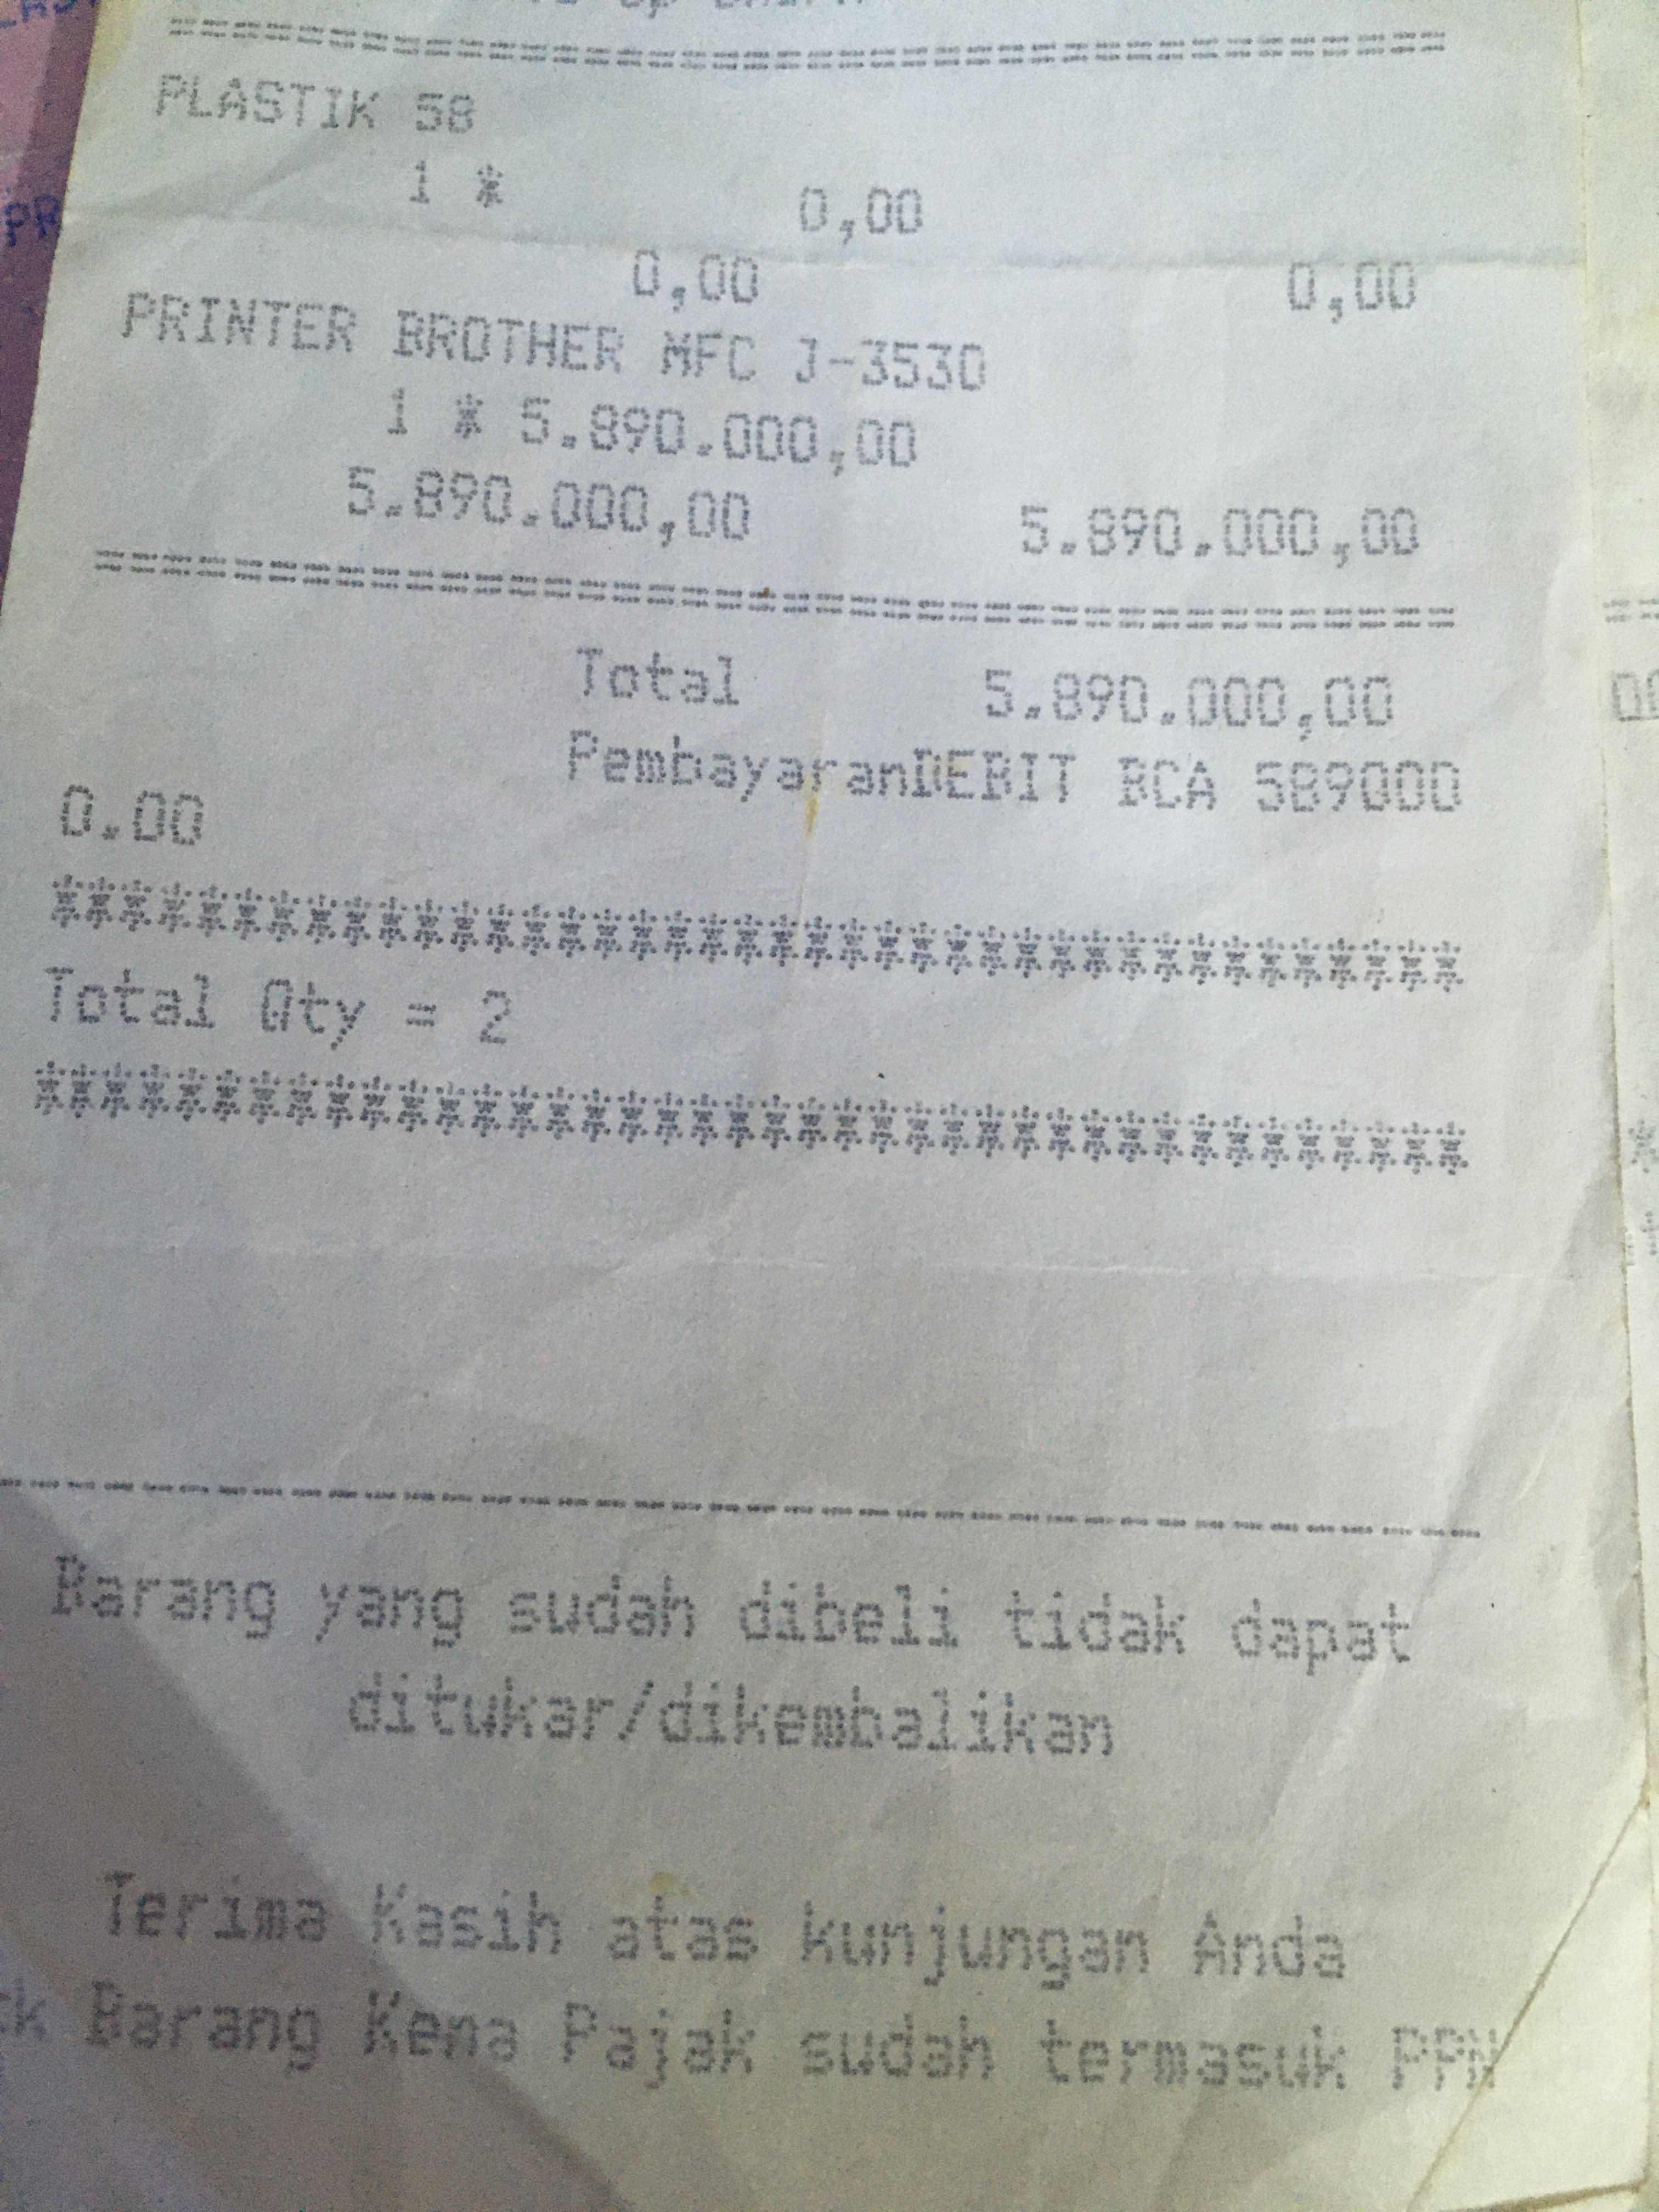 PLASTIK 58
1 * 0,00
0,00 0,00
PRINTER BROTHER MFC J-3530
1 * 5.890.000,00
5.890.000,00 5.890.000,00
Total 5.890.000,00
PembayaranDEBIT BCA 589000
0.00
****************************************
Total Qty = 2
****************************************
Barang yang sudah dibeli tidak dapat
ditukar/dikembalikan
Terima Kasih atas kunjungan Anda
Barang Kena Pajak sudah termasuk PPN